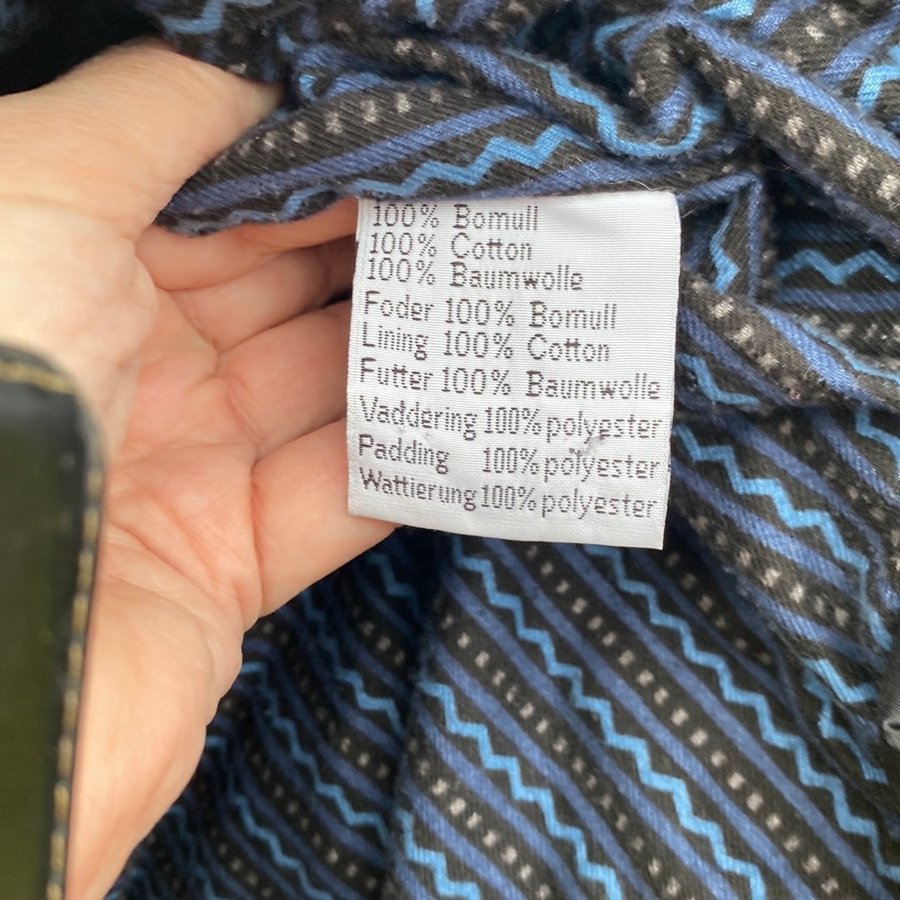 100% Bomull
100% Cotton
100% Baumwolle
Foder 100% Bomull
Lining 100% Cotton
Futter 100% Baumwolle
Vaddering 100% polyester
Padding 100% polyester
Wattierung 100% polyester